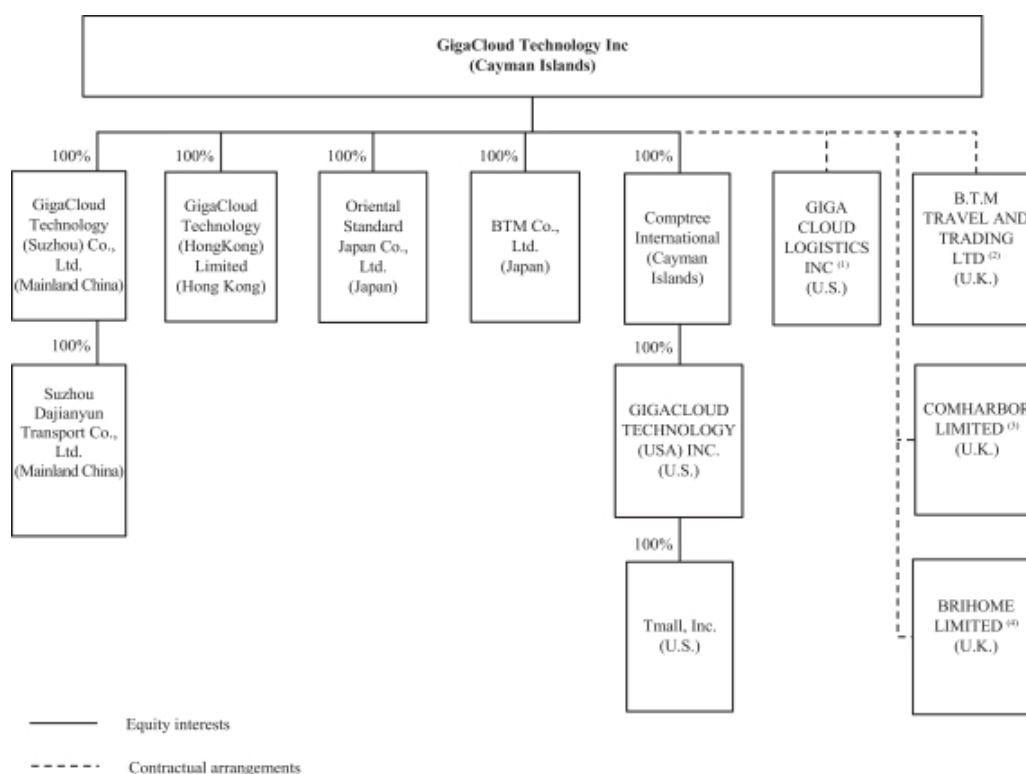 GigaCloud Technology Inc
(Cayman Islands)
100%
100%
100%
100%
100%
GigaCloud
Technology
(Suzhou) Co.,
Ltd.
(Mainland China)
GigaCloud
Technology
(HongKong)
Limited
(Hong Kong)
Oriental
Standard
Japan Co.,
Ltd.
(Japan)
BTM Co.,
Ltd.
(Japan)
Comptree
International
(Cayman
Islands)
GIGA
CLOUD
LOGISTICS
INC (1)
(U.S.)
B.T.M
TRAVEL AND
TRADING
LTD (2)
(U.K.)
100%
100%
Suzhou
Dajianyun
Transport Co.,
Ltd.
(Mainland China)
GIGACLOUD
TECHNOLOGY
(USA) INC.
(U.S.)
COMHARBOR
LIMITED (3)
(U.K.)
100%
Tmall, Inc.
(U.S.)
BRIHOME
LIMITED (4)
(U.K.)
Equity interests
Contractual arrangements